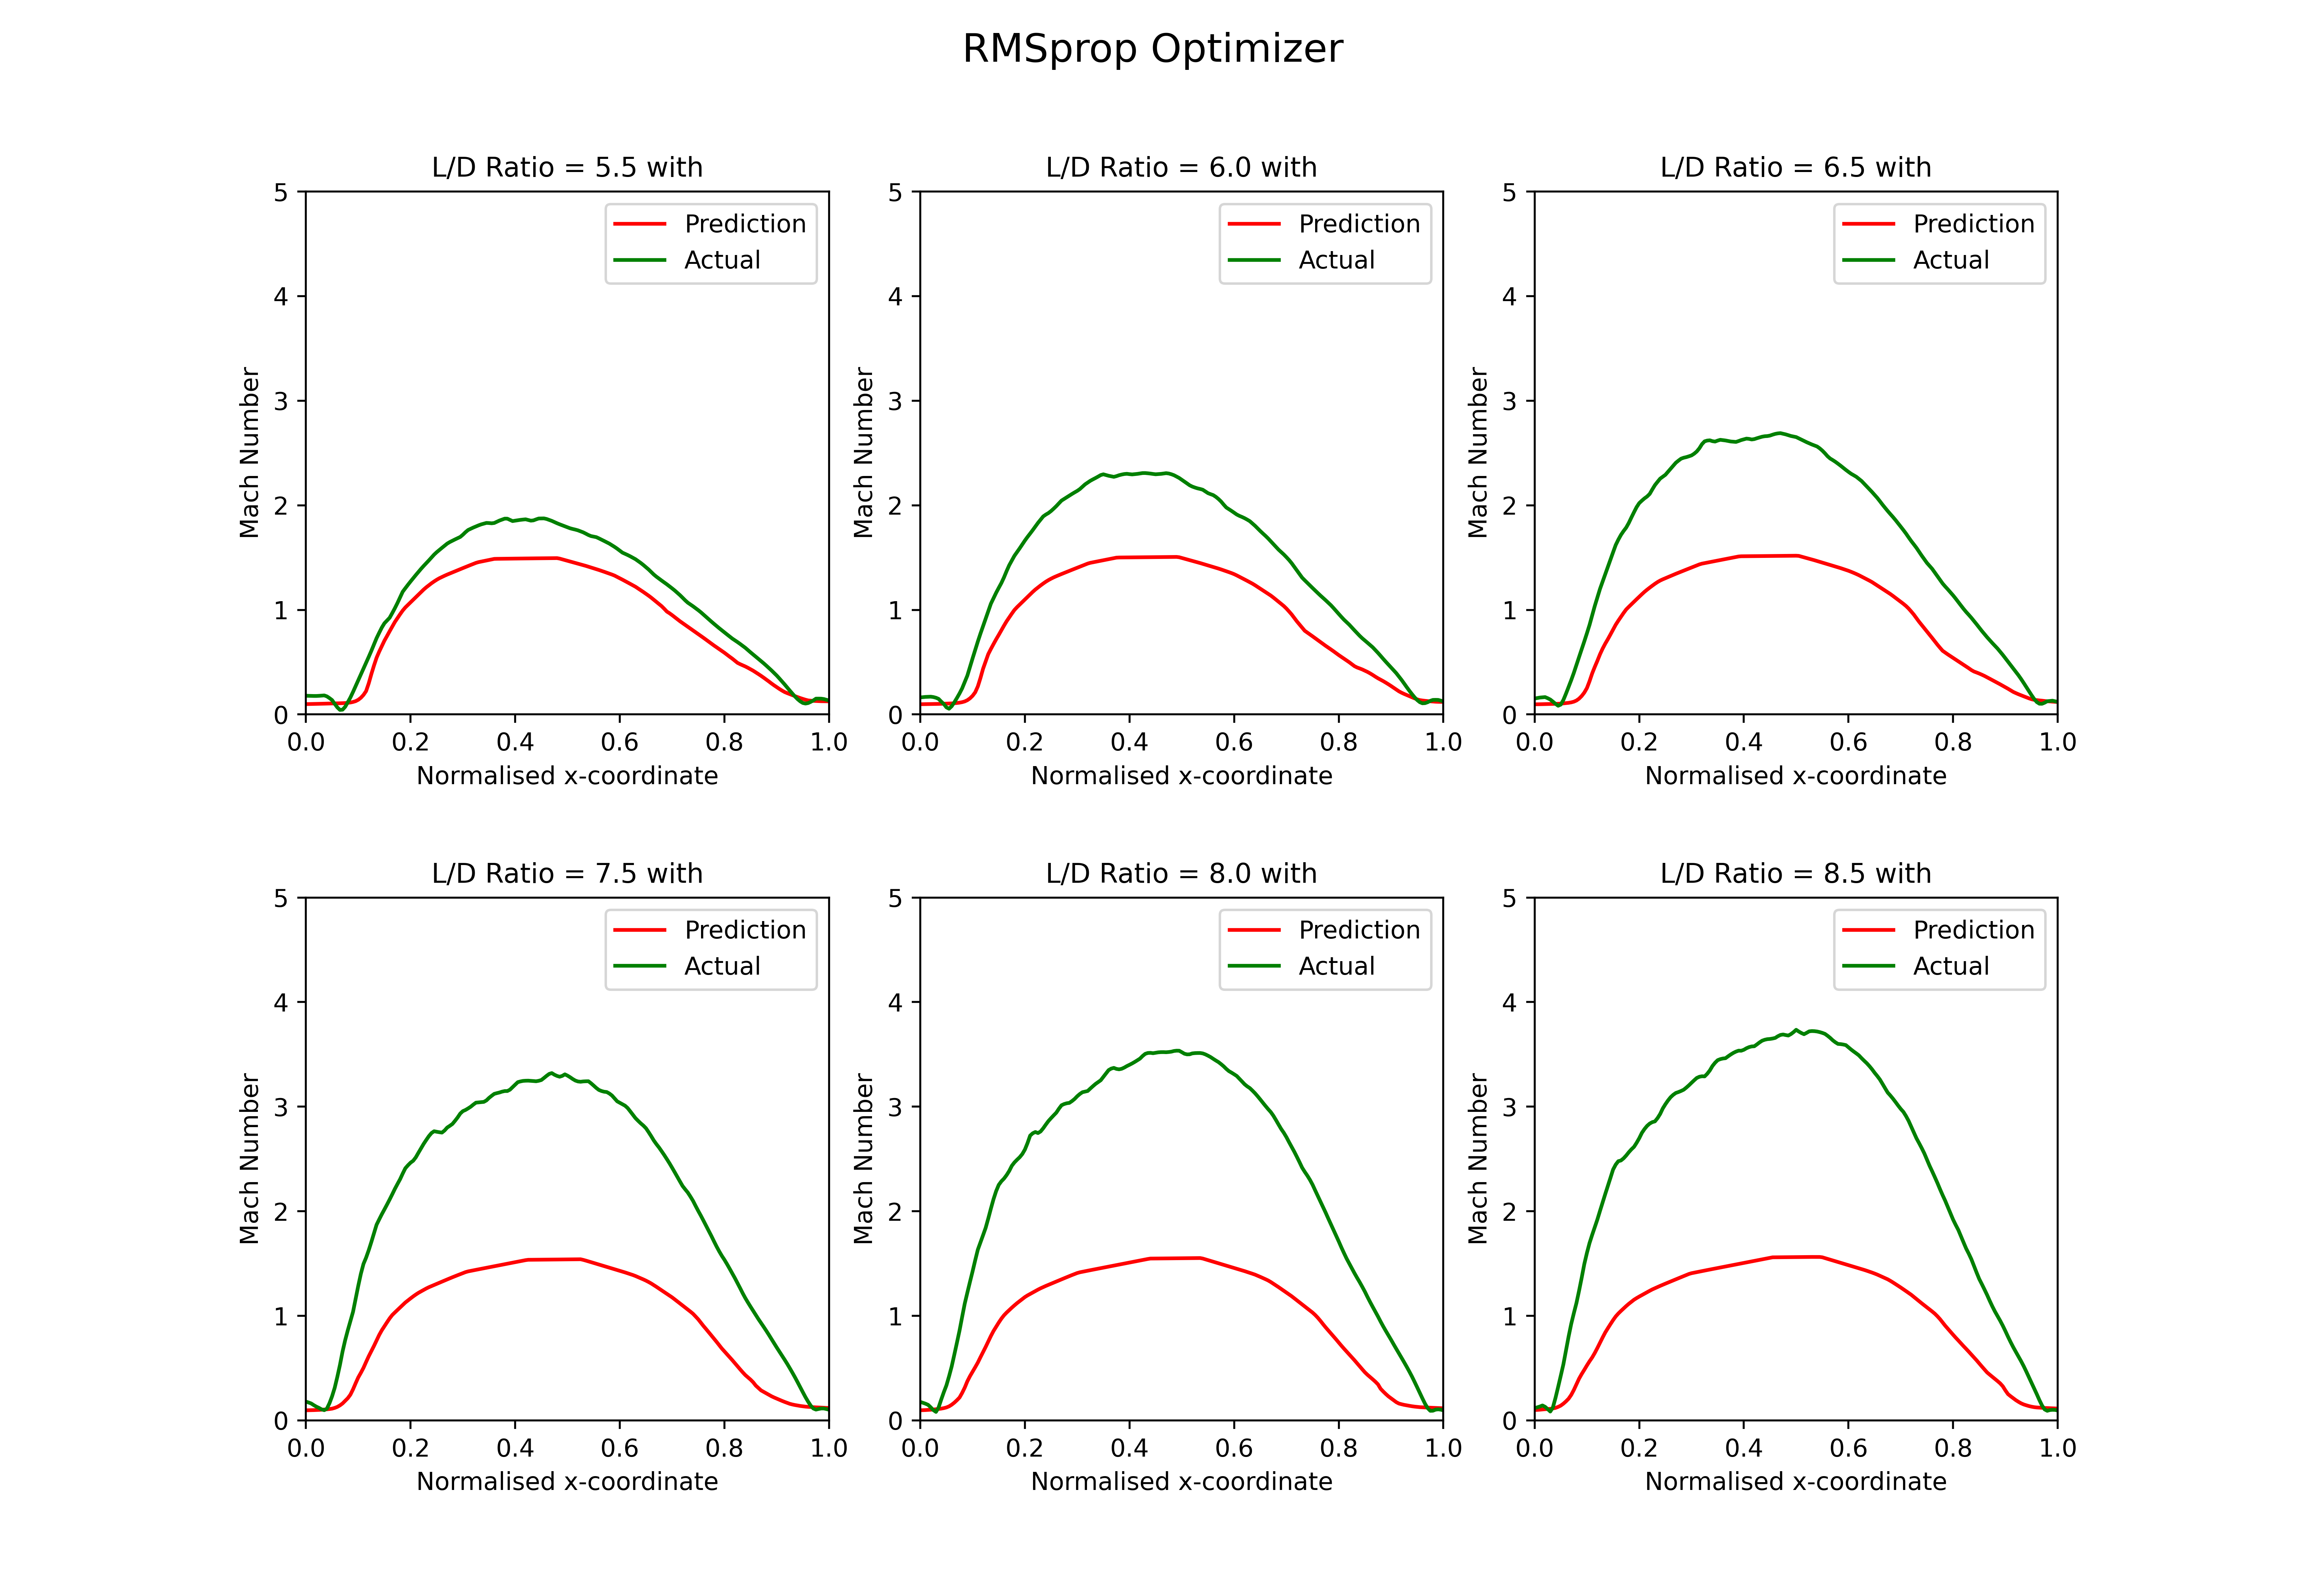 RMSprop Optimizer
L/D Ratio = 5.5 with
Prediction
Actual
Mach Number
5
4
3
2
1
0
0.0 0.2 0.4 0.6 0.8 1.0
Normalised x-coordinate
L/D Ratio = 6.0 with
Prediction
Actual
Mach Number
5
4
3
2
1
0
0.0 0.2 0.4 0.6 0.8 1.0
Normalised x-coordinate
L/D Ratio = 6.5 with
Prediction
Actual
Mach Number
5
4
3
2
1
0
0.0 0.2 0.4 0.6 0.8 1.0
Normalised x-coordinate
L/D Ratio = 7.5 with
Prediction
Actual
Mach Number
5
4
3
2
1
0
0.0 0.2 0.4 0.6 0.8 1.0
Normalised x-coordinate
L/D Ratio = 8.0 with
Prediction
Actual
Mach Number
5
4
3
2
1
0
0.0 0.2 0.4 0.6 0.8 1.0
Normalised x-coordinate
L/D Ratio = 8.5 with
Prediction
Actual
Mach Number
5
4
3
2
1
0
0.0 0.2 0.4 0.6 0.8 1.0
Normalised x-coordinate